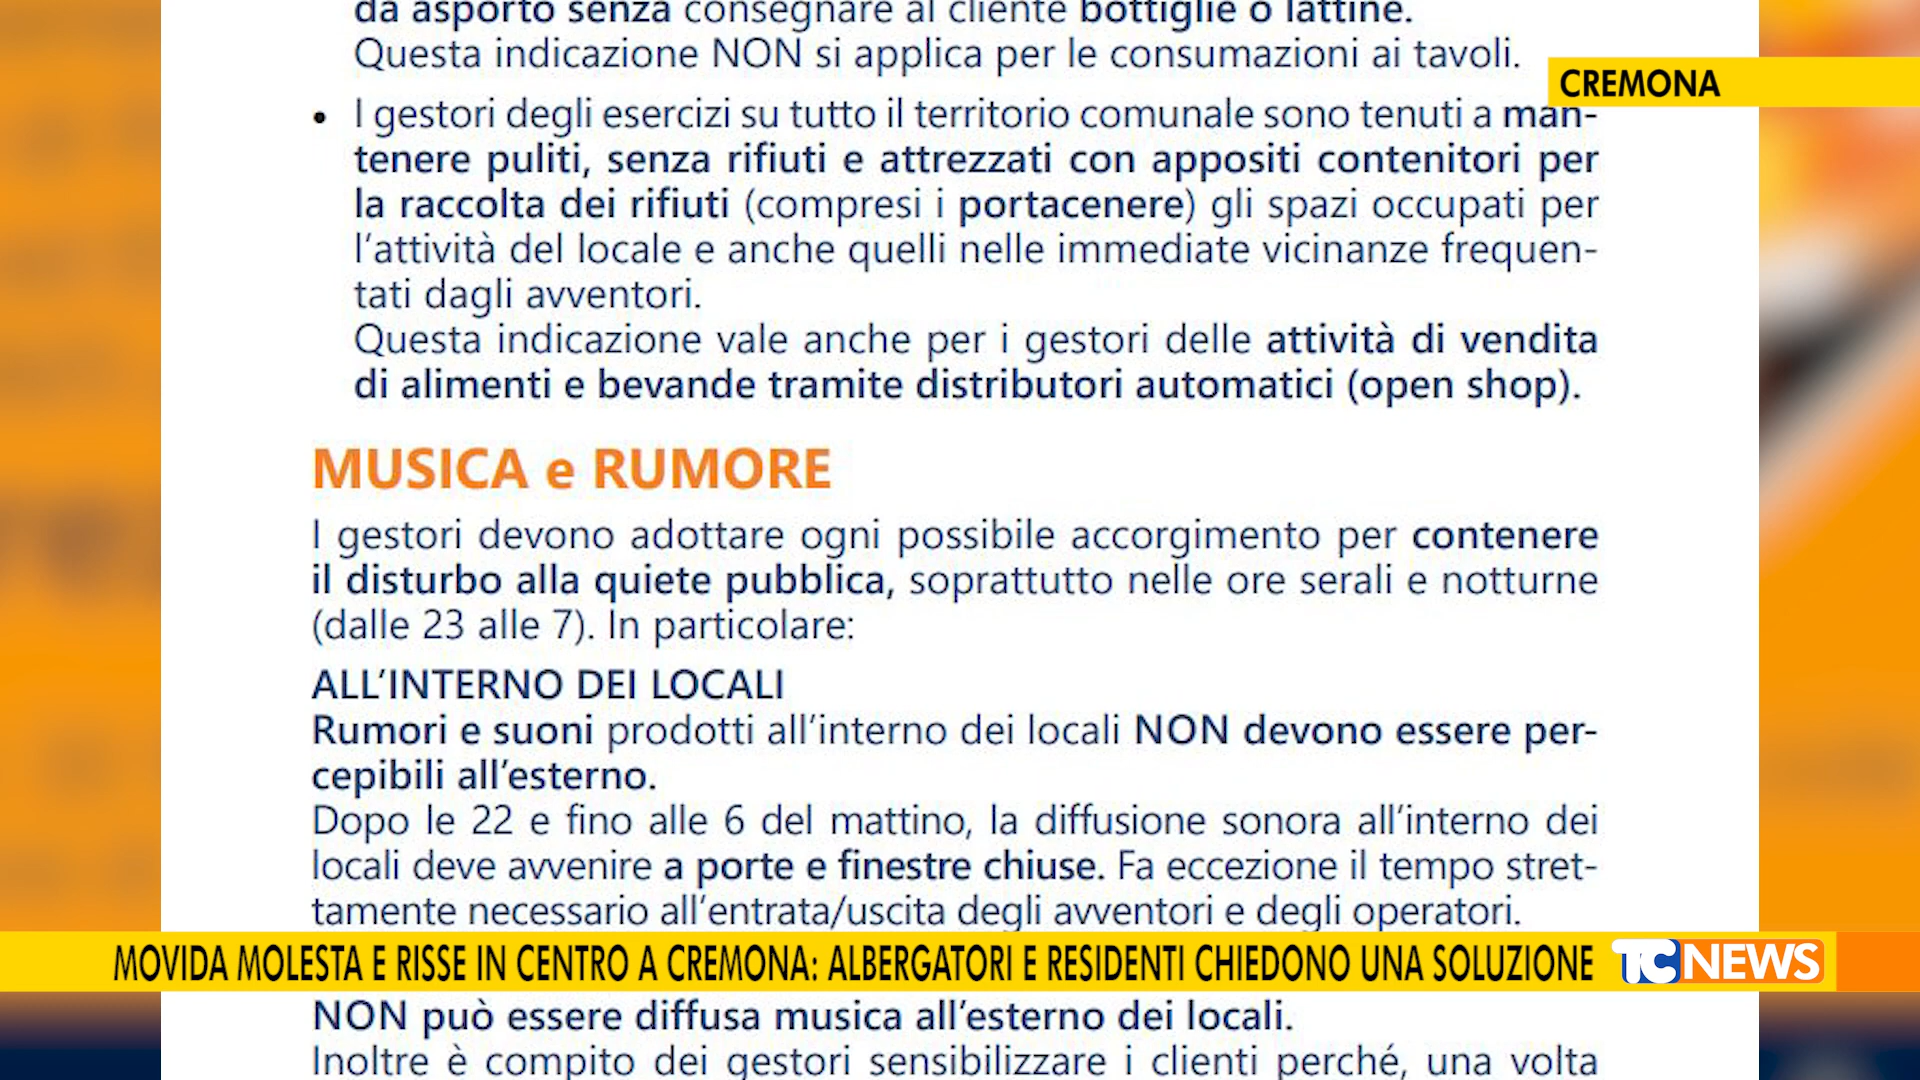 da asporto senza consegnare al cliente bottiglie o lattine.
Questa indicazione NON si applica per le consumazioni ai tavoli.
CREMONA
• I gestori degli esercizi su tutto il territorio comunale sono tenuti a man-
tenere puliti, senza rifiuti e attrezzati con appositi contenitori per
la raccolta dei rifiuti (compresi i portacenere) gli spazi occupati per
l'attività del locale e anche quelli nelle immediate vicinanze frequen-
tati dagli avventori.
Questa indicazione vale anche per i gestori delle attività di vendita
di alimenti e bevande tramite distributori automatici (open shop).
MUSICA e RUMORE
I gestori devono adottare ogni possibile accorgimento per contenere
il disturbo alla quiete pubblica, soprattutto nelle ore serali e notturne
(dalle 23 alle 7). In particolare:
ALL'INTERNO DEI LOCALI
Rumori e suoni prodotti all'interno dei locali NON devono essere per-
cepibili all'esterno.
Dopo le 22 e fino alle 6 del mattino, la diffusione sonora all'interno dei
locali deve avvenire a porte e finestre chiuse. Fa eccezione il tempo stret-
tamente necessario all'entrata/uscita degli avventori e degli operatori.
MOVIDA MOLESTA E RISSE IN CENTRO A CREMONA: ALBERGATORI E RESIDENTI CHIEDONO UNA SOLUZIONE
TC NEWS
NON può essere diffusa musica all'esterno dei locali.
Inoltre è compito dei gestori sensibilizzare i clienti perché, una volta